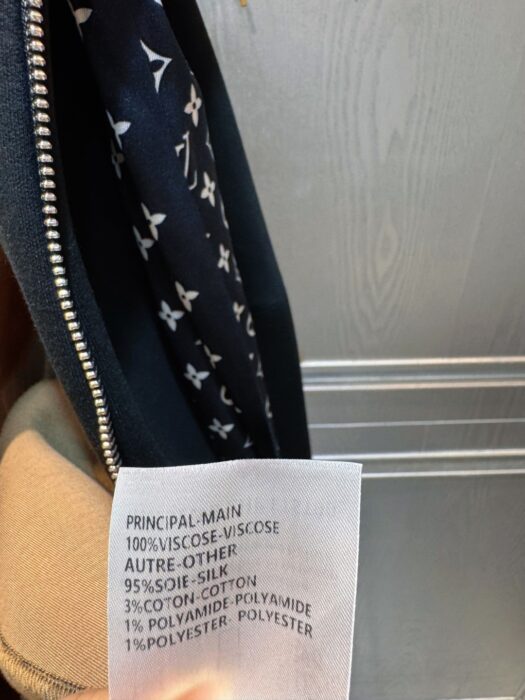 PRINCIPAL-MAIN
100%VISCOSE-VISCOSE
AUTRE-OTHER
95%SOIE-SILK
3%COTON-COTTON
1% POLYAMIDE-POLYAMIDE
1%POLYESTER- POLYESTER